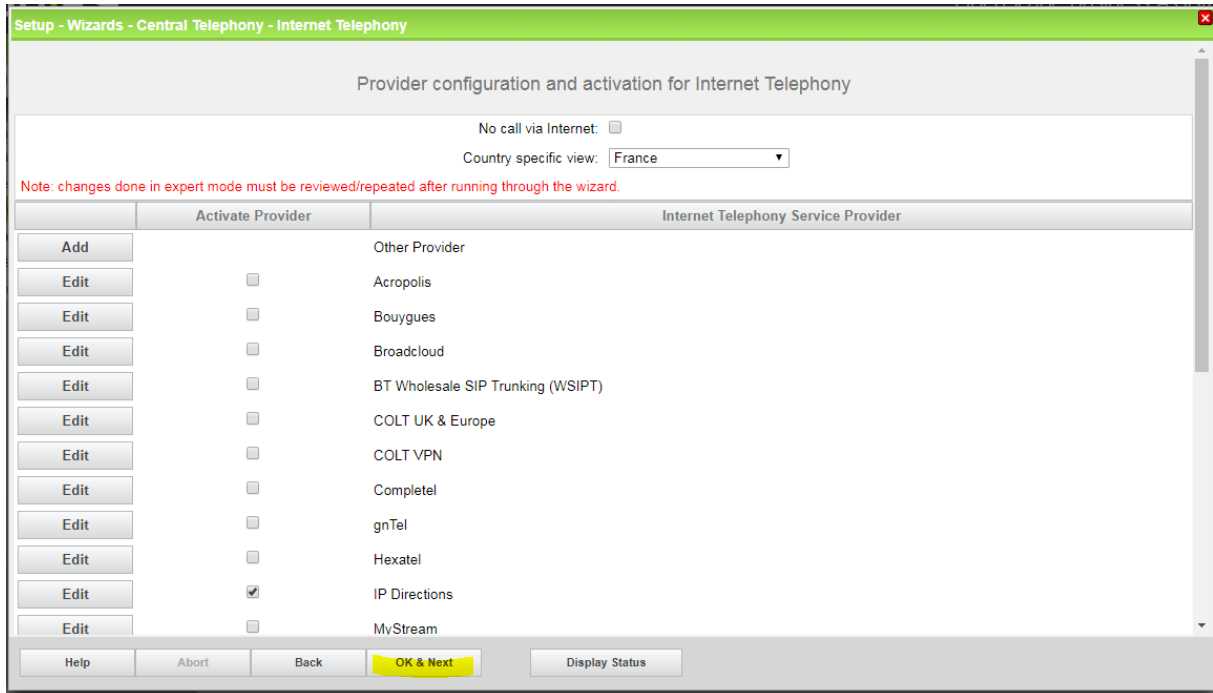 Setup - Wizards - Central Telephony - Internet Telephony
Provider configuration and activation for Internet Telephony
No call via Internet:
Country specific view: France
Note: changes done in expert mode must be reviewed/repeated after running through the wizard.
Activate Provider Internet Telephony Service Provider
Add Other Provider
Edit Acropolis
Edit Bouygues
Edit Broadcloud
Edit BT Wholesale SIP Trunking (WSIPT)
Edit COLT UK & Europe
Edit COLT VPN
Edit Completel
Edit gnTel
Edit Hexatel
Edit IP Directions
Edit MyStream
Help Abort Back OK & Next Display Status